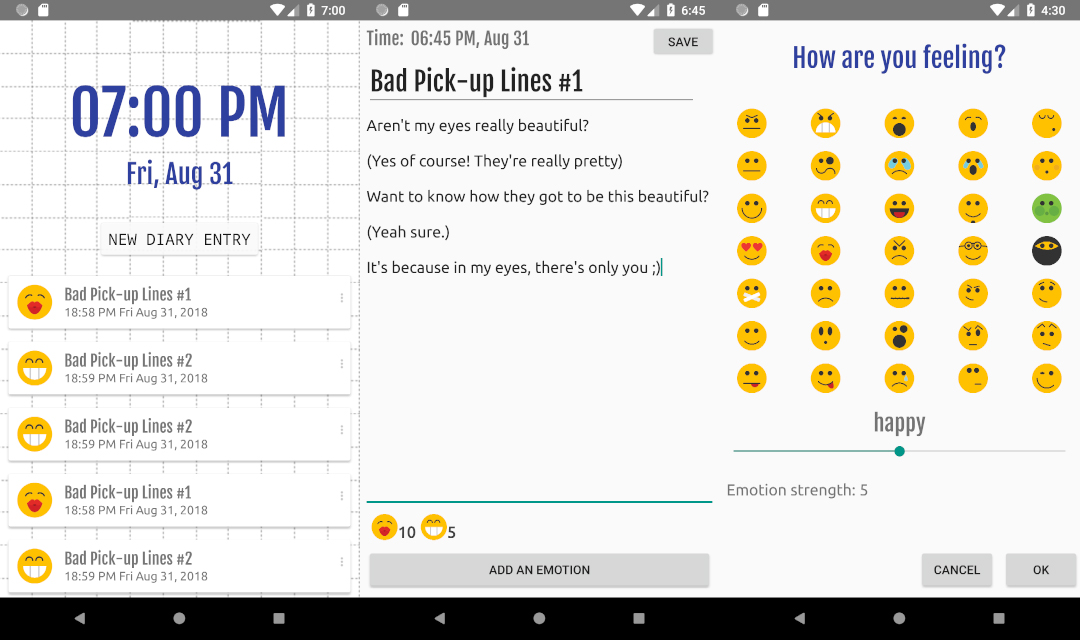 7:00
07:00 PM
Fri, Aug 31
NEW DIARY ENTRY
Bad Pick-up Lines #1
18:58 PM Fri Aug 31, 2018
Bad Pick-up Lines #2
18:59 PM Fri Aug 31, 2018
Bad Pick-up Lines #2
18:59 PM Fri Aug 31, 2018
Bad Pick-up Lines #1
18:58 PM Fri Aug 31, 2018
Bad Pick-up Lines #2
18:59 PM Fri Aug 31, 2018
6:45
Time: 06:45 PM, Aug 31
SAVE
Bad Pick-up Lines #1
Aren't my eyes really beautiful?
(Yes of course! They're really pretty)
Want to know how they got to be this beautiful?
(Yeah sure.)
It's because in my eyes, there's only you ;)
10 5
ADD AN EMOTION
4:30
How are you feeling?
happy
Emotion strength: 5
CANCEL OK